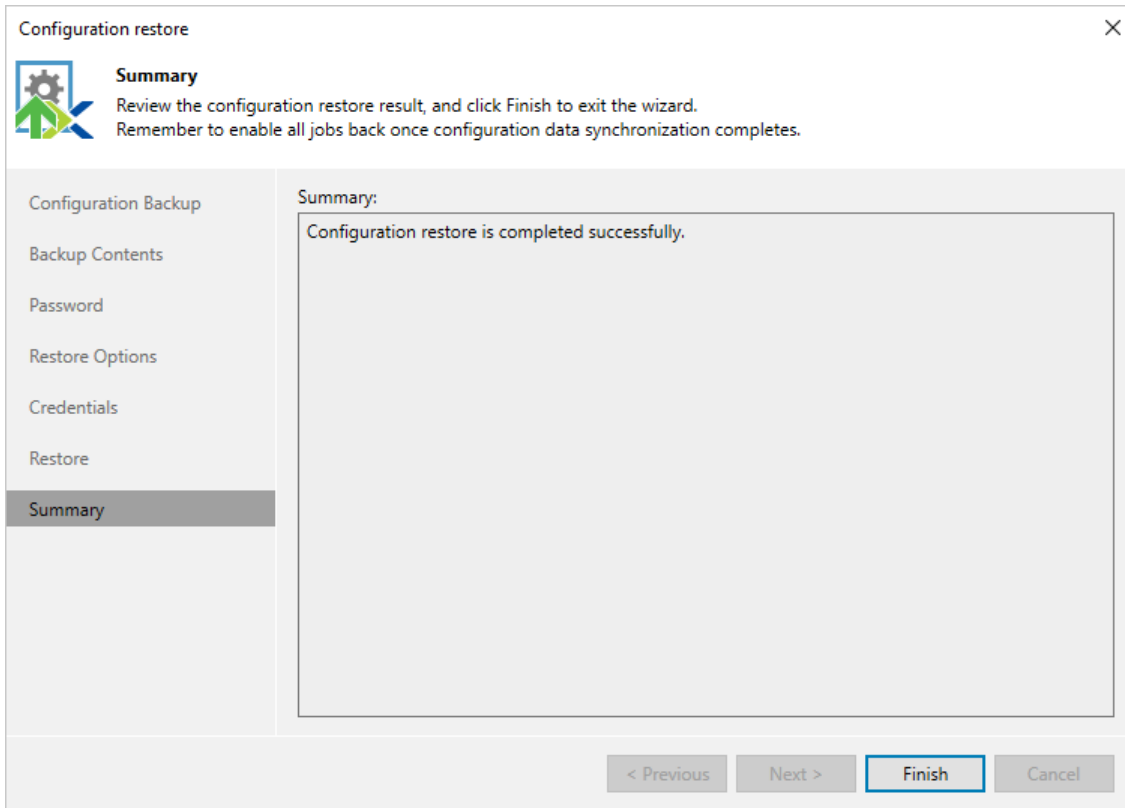 Configuration restore
Summary
Review the configuration restore result, and click Finish to exit the wizard.
Remember to enable all jobs back once configuration data synchronization completes.
Configuration Backup
Backup Contents
Password
Restore Options
Credentials
Restore
Summary
Summary:
Configuration restore is completed successfully.
< Previous
Next >
Finish
Cancel